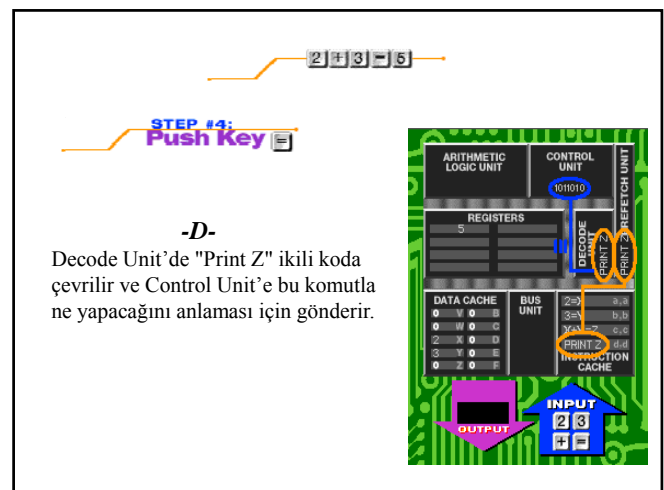 2 + 3 = 5
STEP #4:
Push Key =
-D-
Decode Unit'de "Print Z" ikili koda
çevrilir ve Control Unit'e bu komutla
ne yapacağını anlaması için gönderir.
ARITHMETIC
LOGIC UNIT
CONTROL
UNIT
1011010
PREFETCH UNIT
PRINT Z
REGISTERS
5
DECODE
UNIT
PRINT Z
DATA CACHE
0 V 0 B
0 W 0 C
2 X 0 D
3 Y 0 E
0 Z 0 F
BUS
UNIT
2=X a,a
3=Y b,b
X+Y=Z c,c
PRINT Z d,d
INSTRUCTION
CACHE
OUTPUT
INPUT
2 3
+ =